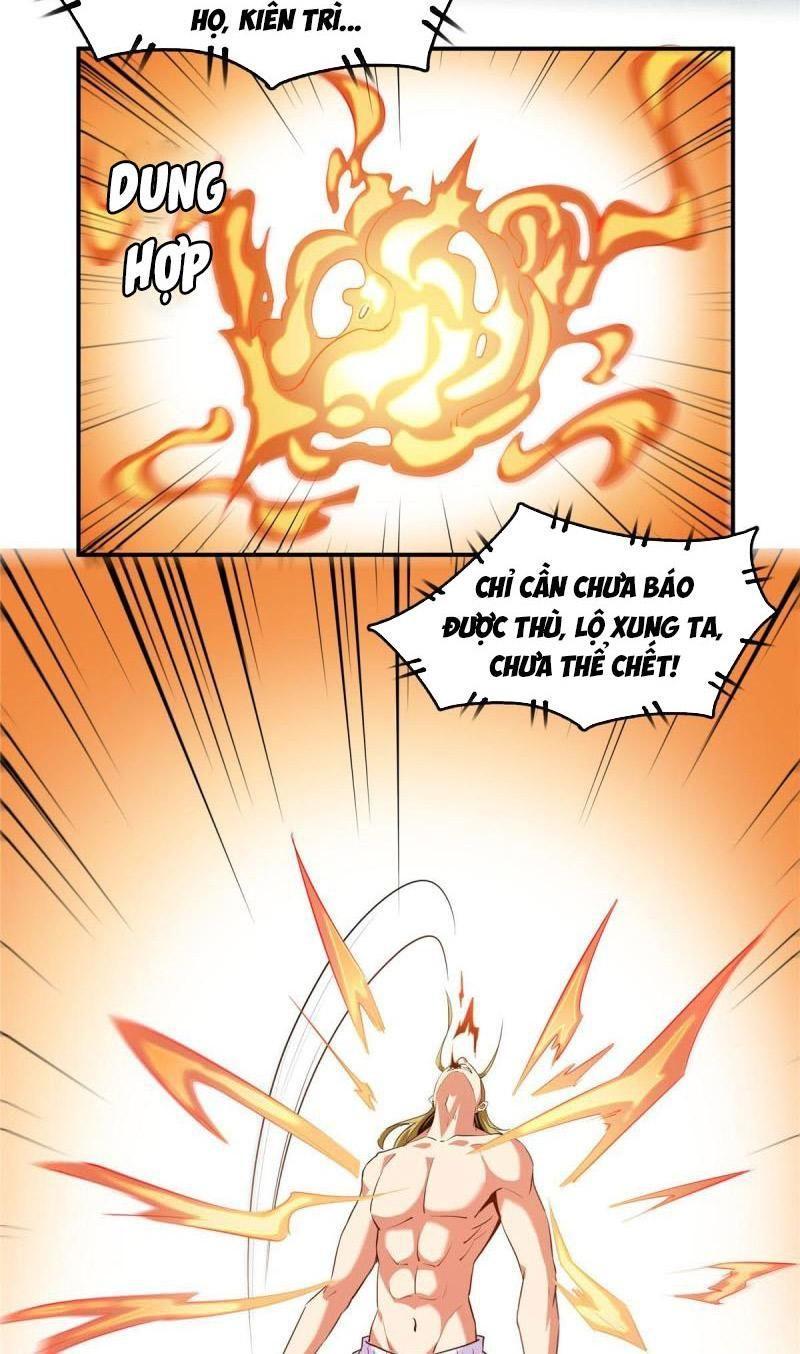 HỌ, KIÊN TRÌ...
DUNG
HỢP
CHỈ CẦN CHƯA BÁO
ĐƯỢC THÙ, LỘ XUNG TA,
CHƯA THỂ CHẾT!